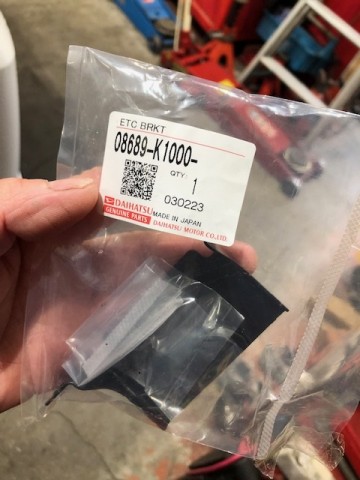 ETC BRKT
08689-K1000-
QTY.
1
030223
DAIHATSU
GENUINE PARTS
MADE IN JAPAN
DAIHATSU MOTOR CO.,LTD.